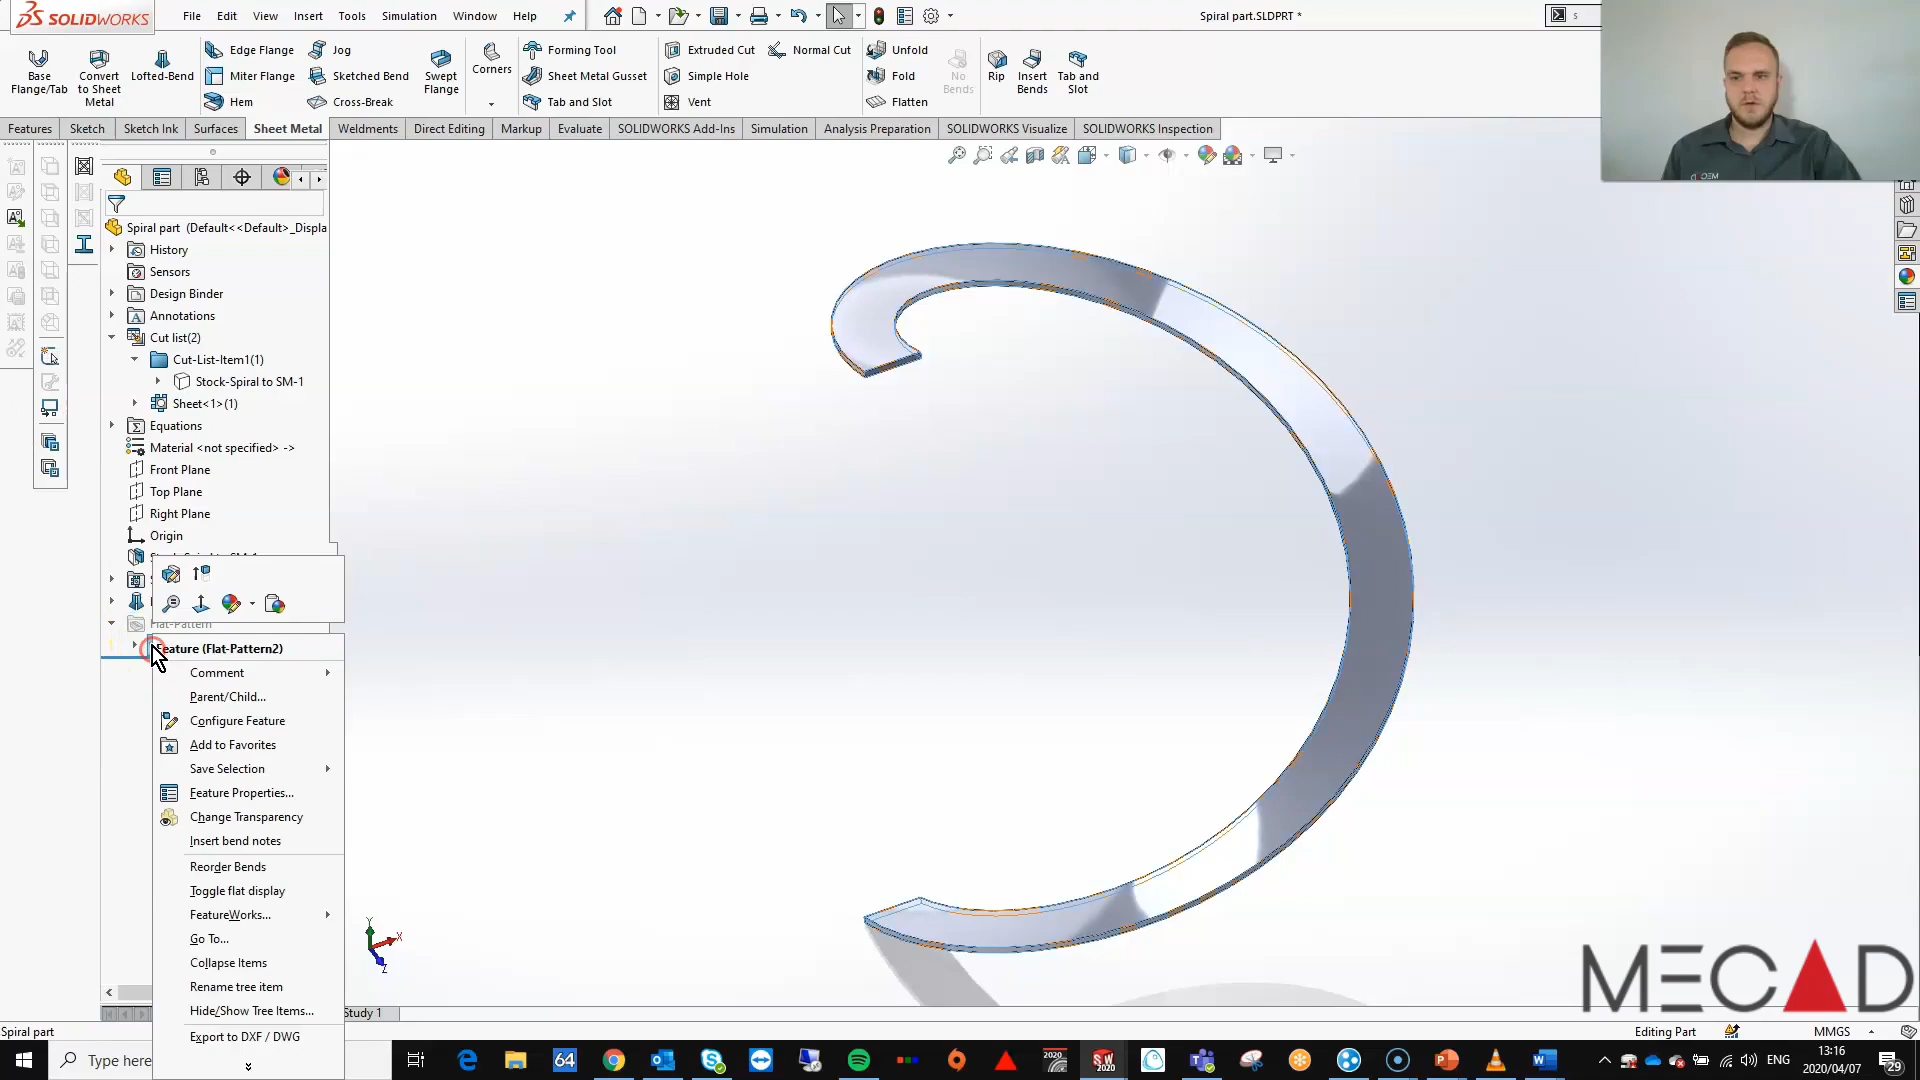 SOLIDWORKS File Edit View Insert Tools Simulation Window Help Spiral part.SLDPRT * s
Base Flange/Tab
Convert to Sheet Metal
Lofted-Bend
Edge Flange
Miter Flange
Hem
Jog
Sketched Bend
Cross-Break
Swept Flange
Corners
Forming Tool
Sheet Metal Gusset
Tab and Slot
Extruded Cut
Simple Hole
Vent
Normal Cut
Unfold
Fold
Flatten
No Bends
Rip
Insert Bends
Tab and Slot
Features Sketch Sketch Ink Surfaces Sheet Metal Weldments Direct Editing Markup Evaluate SOLIDWORKS Add-Ins Simulation Analysis Preparation SOLIDWORKS Visualize SOLIDWORKS Inspection
Spiral part (Default<<Default>_Displa
History
Sensors
Design Binder
Annotations
Cut list(2)
Cut-List-Item1(1)
Stock-Spiral to SM-1
Sheet<1>(1)
Equations
Material <not specified> ->
Front Plane
Top Plane
Right Plane
Origin
Flat-Pattern
Feature (Flat-Pattern2)
Comment
Parent/Child...
Configure Feature
Add to Favorites
Save Selection
Feature Properties...
Change Transparency
Insert bend notes
Reorder Bends
Toggle flat display
FeatureWorks...
Go To...
Collapse Items
Rename tree item
Hide/Show Tree Items...
Export to DXF / DWG
Y
X
Z
MECAD
Study 1
Spiral part
Editing Part MMGS
Type here
64
2020
SW 2020
ENG
13:16
2020/04/07
29